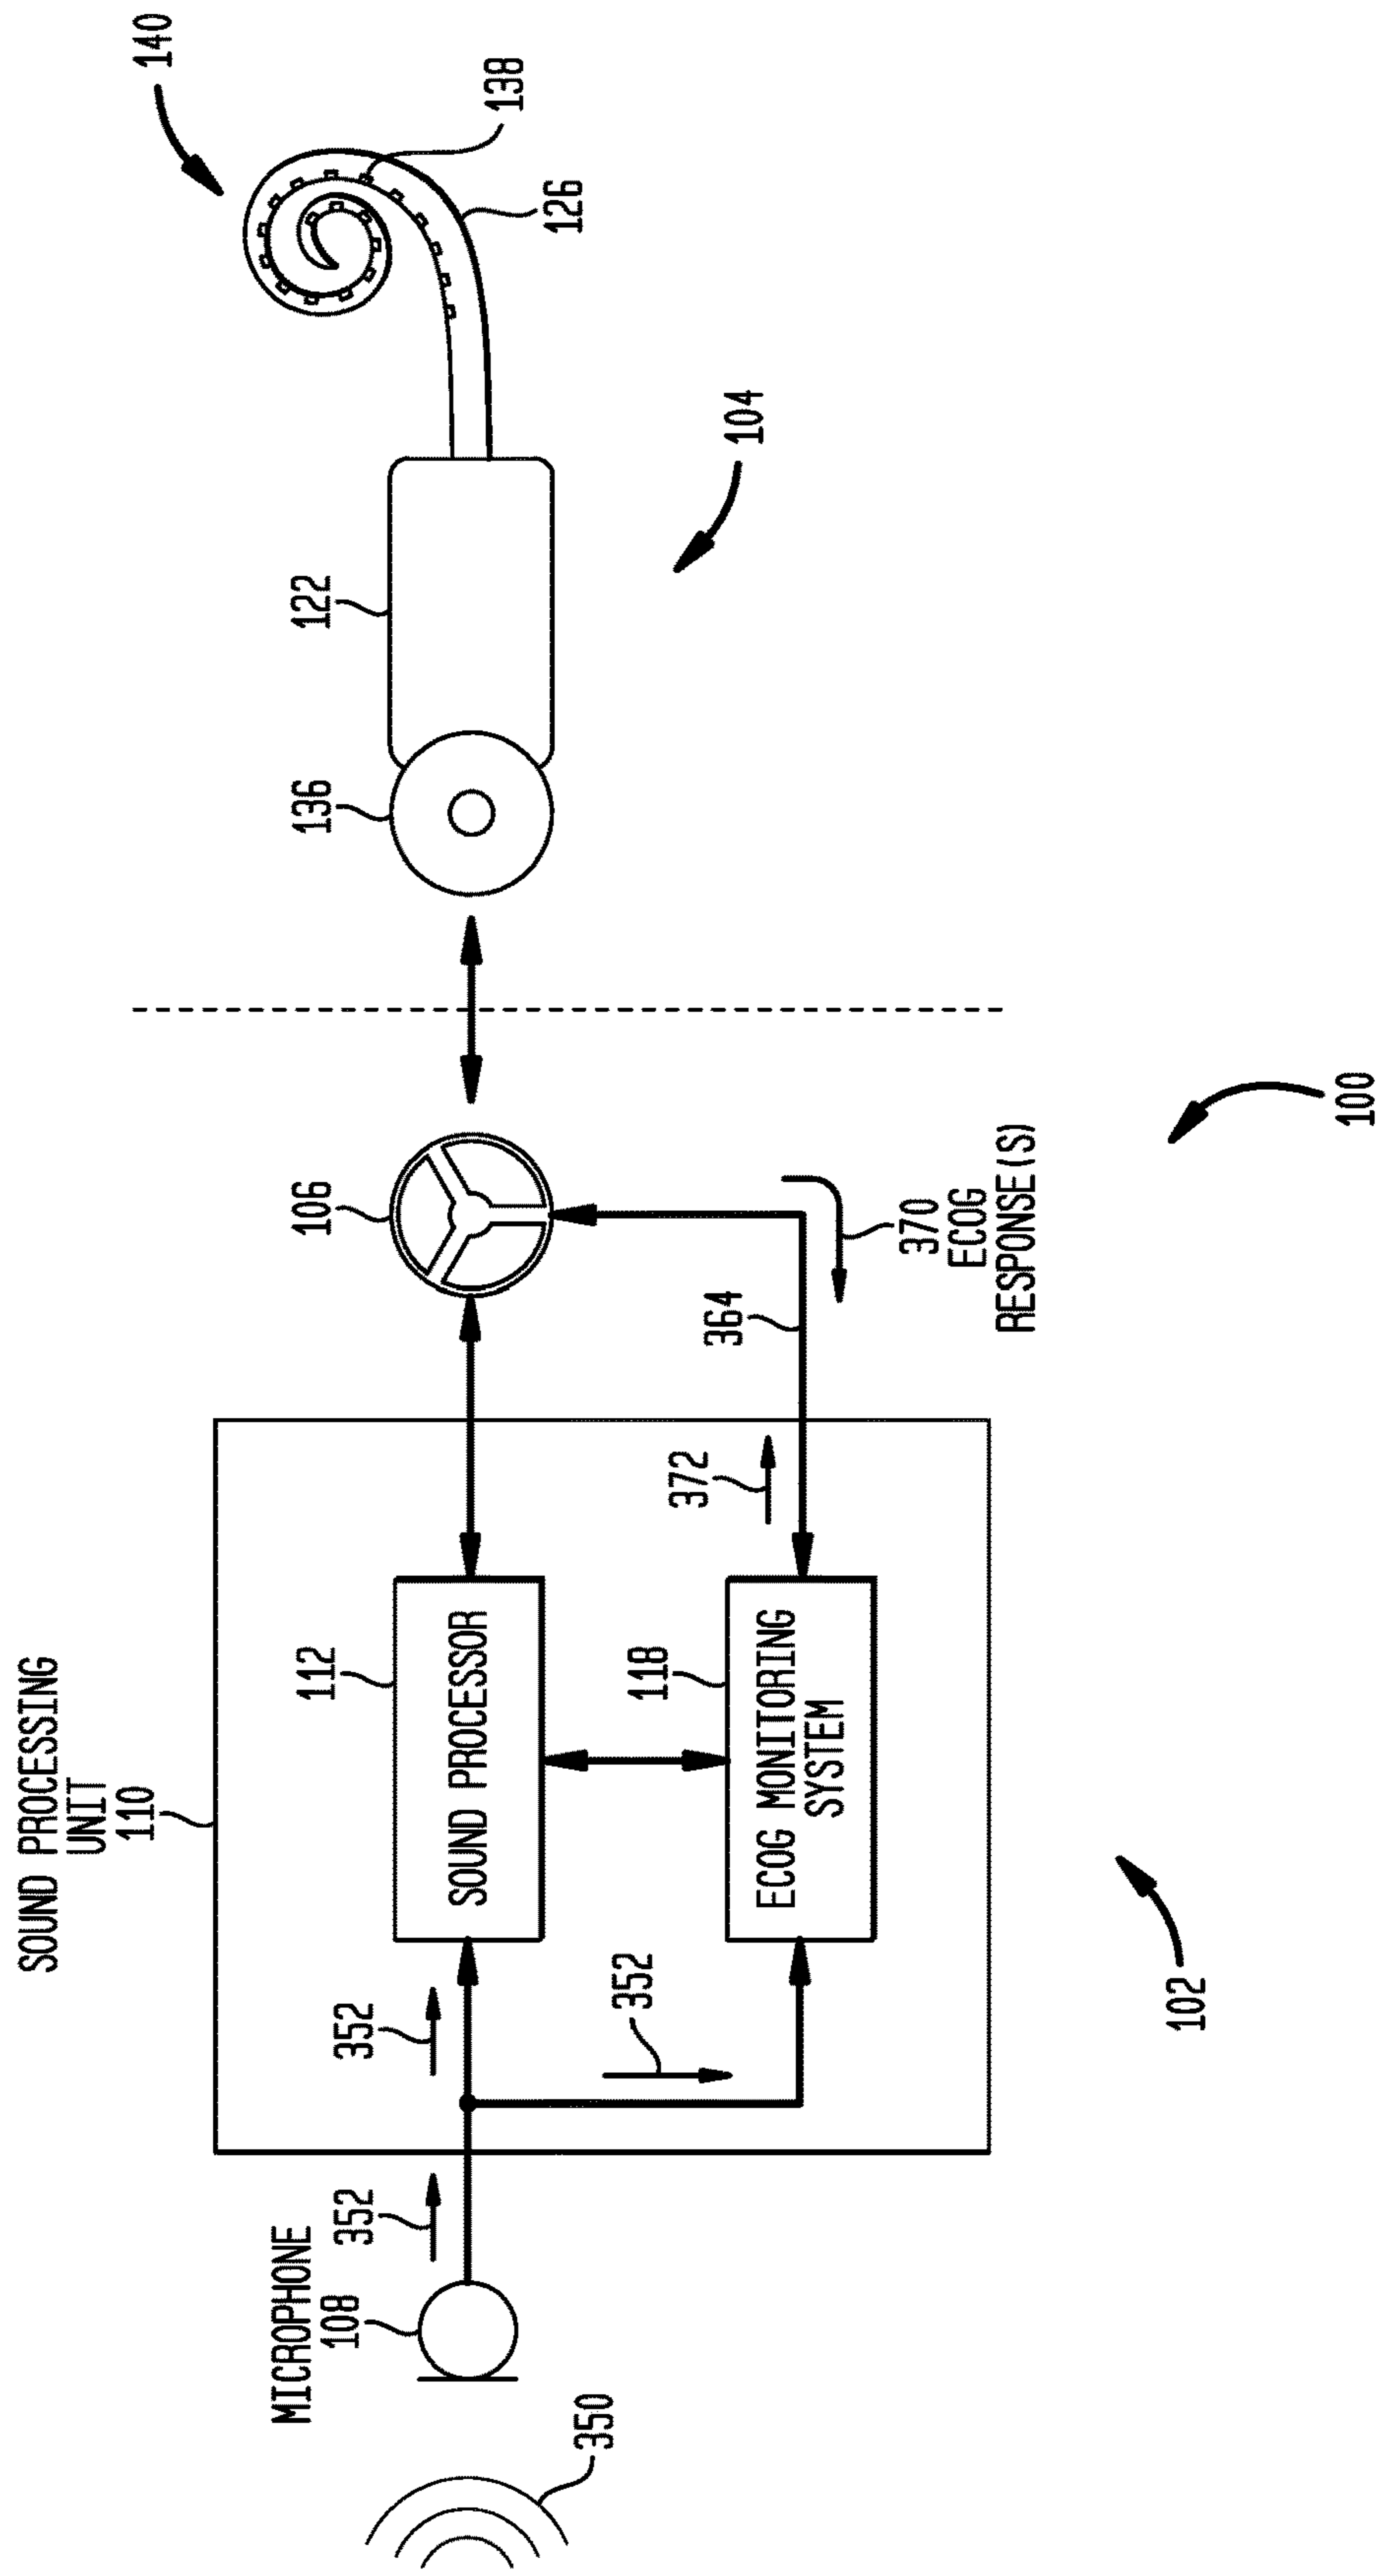 SOUND PROCESSING
UNIT
110
MICROPHONE
108
350
352
352
352
112
SOUND PROCESSOR
118
ECOG MONITORING
SYSTEM
372
364
370
ECOG
RESPONSE(S)
106
136
122
126
138
140
104
100
102